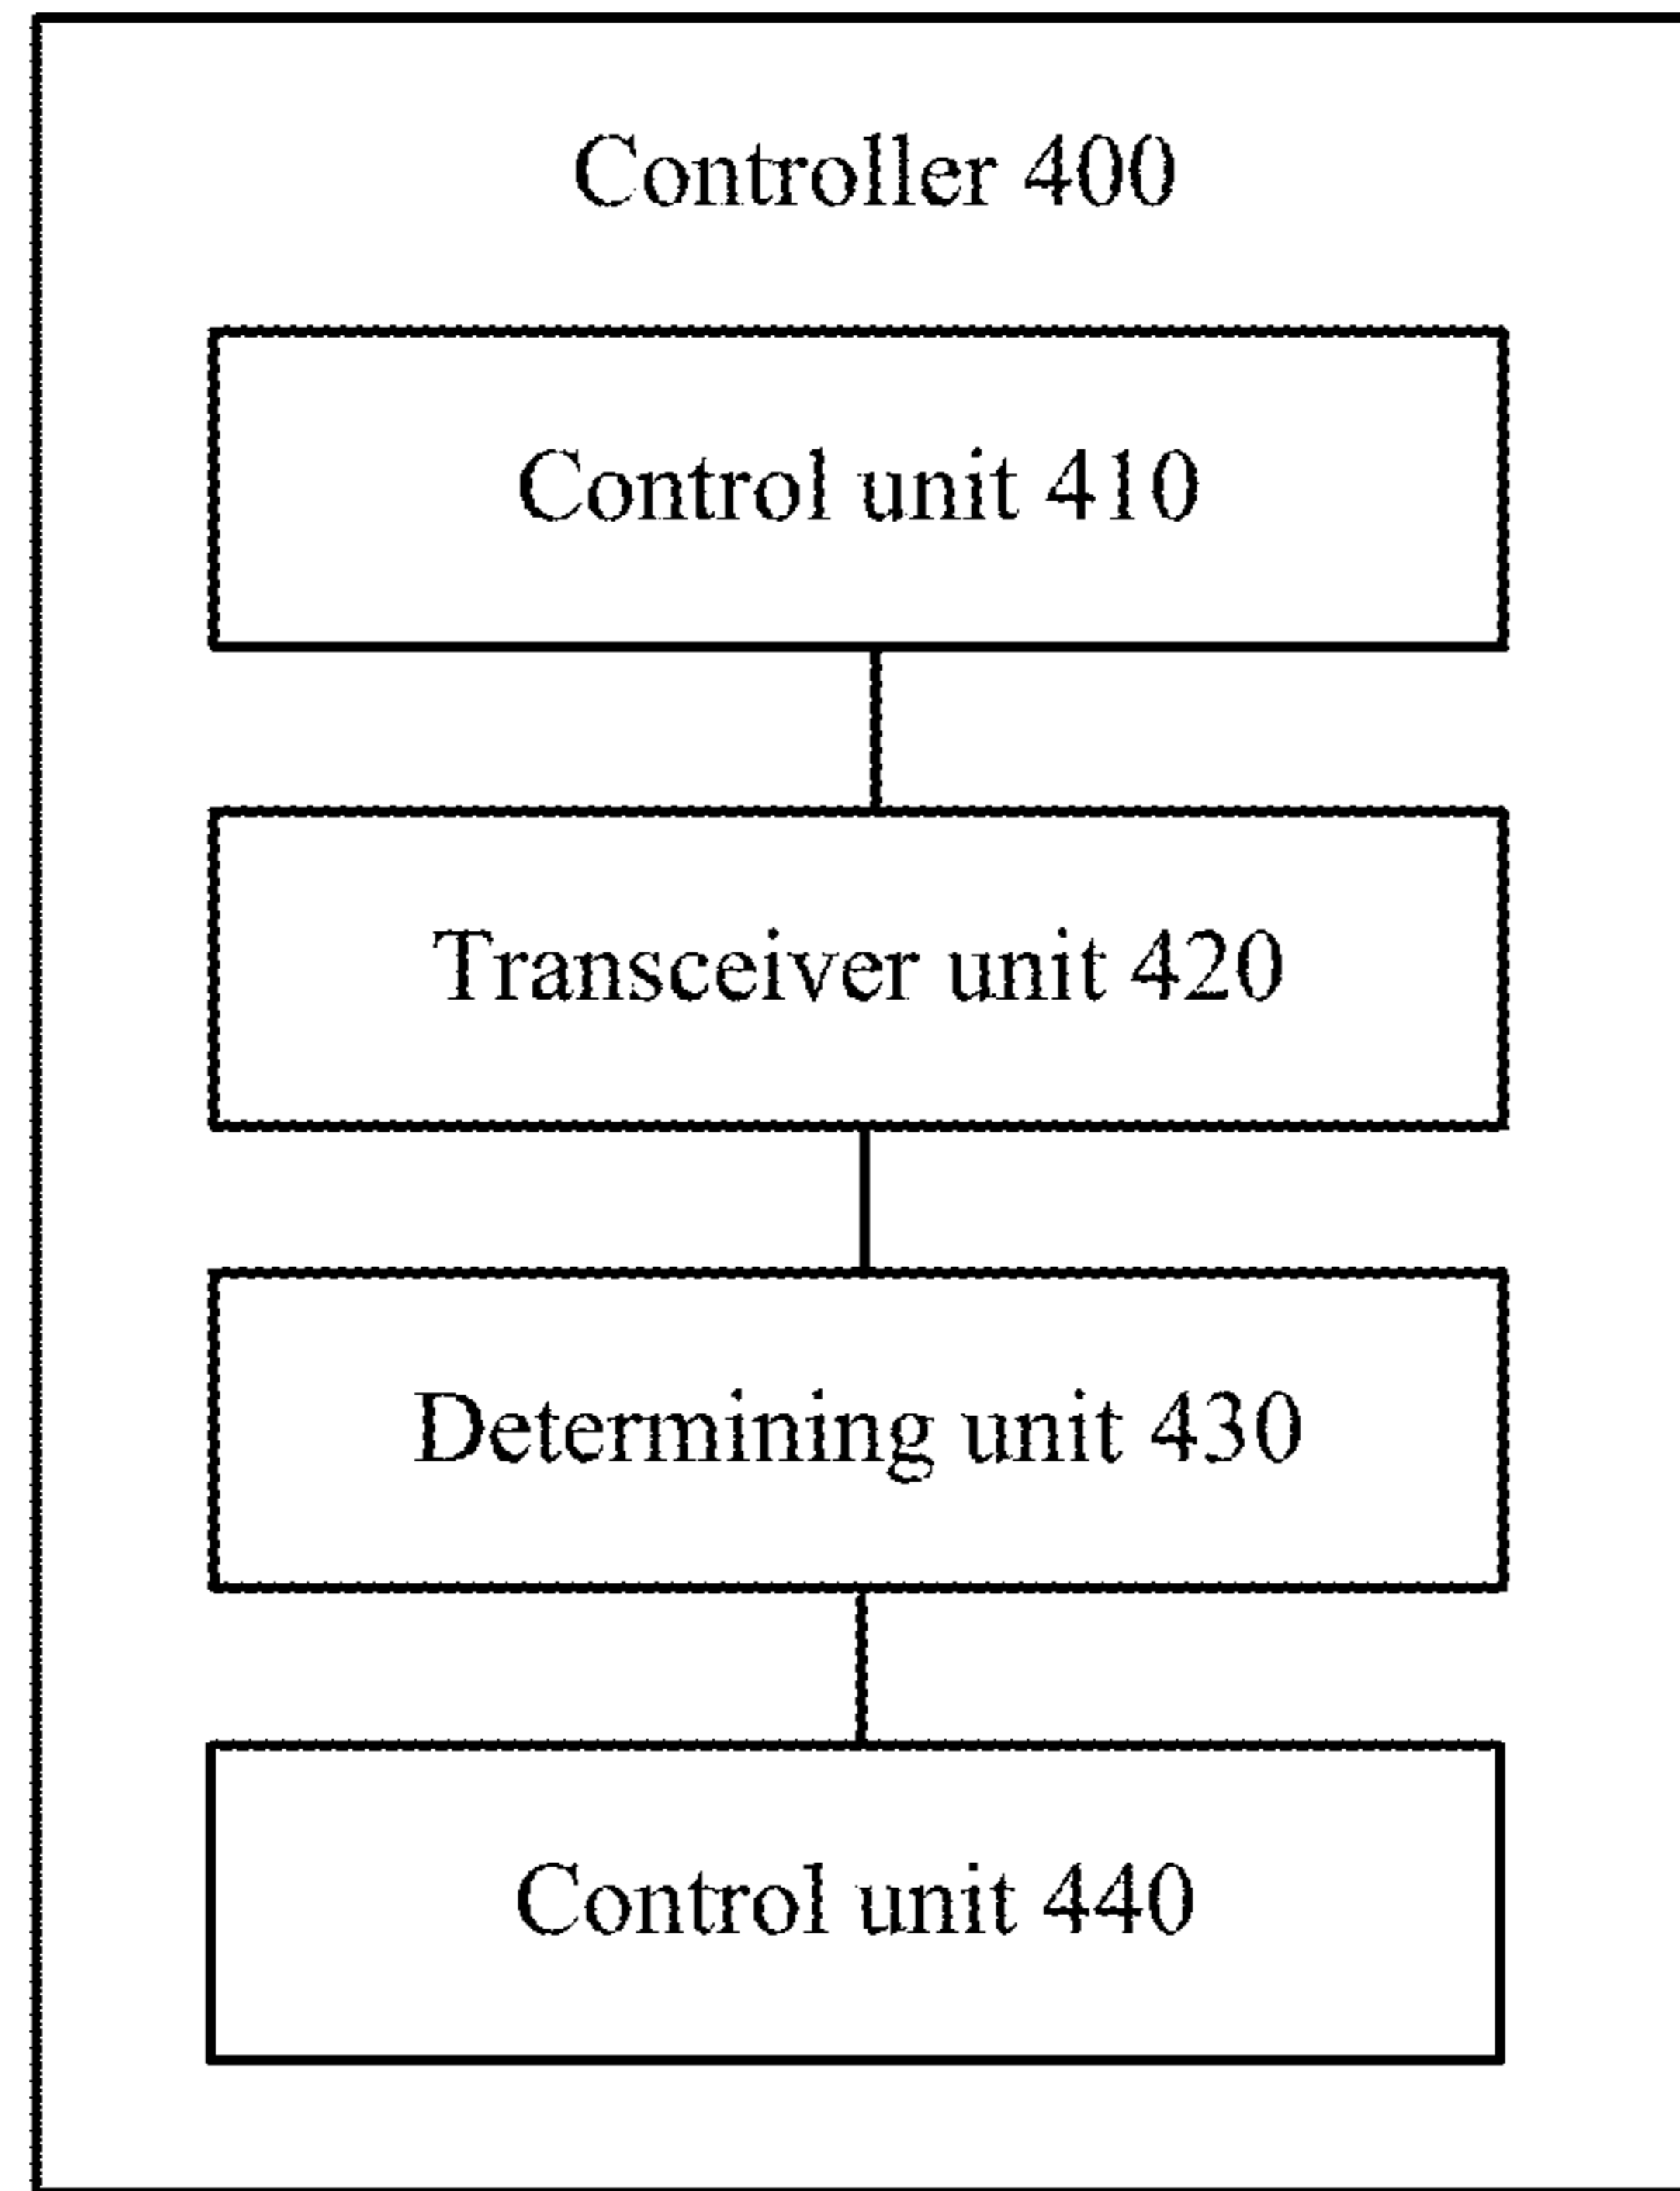 Controller 400
Control unit 410
Transceiver unit 420
Determining unit 430
Control unit 440